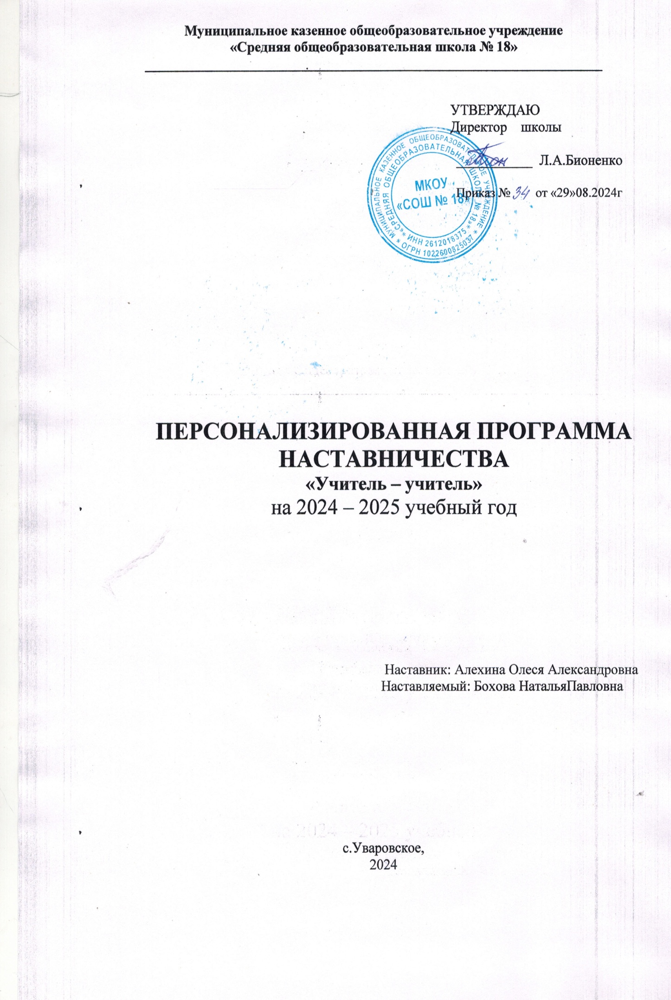 Муниципальное казенное общеобразовательное учреждение
«Средняя общеобразовательная школа № 18»
УТВЕРЖДАЮ
Директор школы
Л.А.Бионенко
Приказ № 34 от «29»08.2024г
* МУНИЦИПАЛЬНОЕ КАЗЕННОЕ ОБЩЕОБРАЗОВАТЕЛЬНОЕ УЧРЕЖДЕНИЕ * ОГРН 1022600825037
* «СРЕДНЯЯ ОБЩЕОБРАЗОВАТЕЛЬНАЯ ШКОЛА № 18» * ИНН 2612018375
МКОУ
«СОШ № 18»
ПЕРСОНАЛИЗИРОВАННАЯ ПРОГРАММА
НАСТАВНИЧЕСТВА
«Учитель – учитель»
на 2024 – 2025 учебный год
Наставник: Алехина Олеся Александровна
Наставляемый: Бохова НатальяПавловна
с.Уваровское,
2024